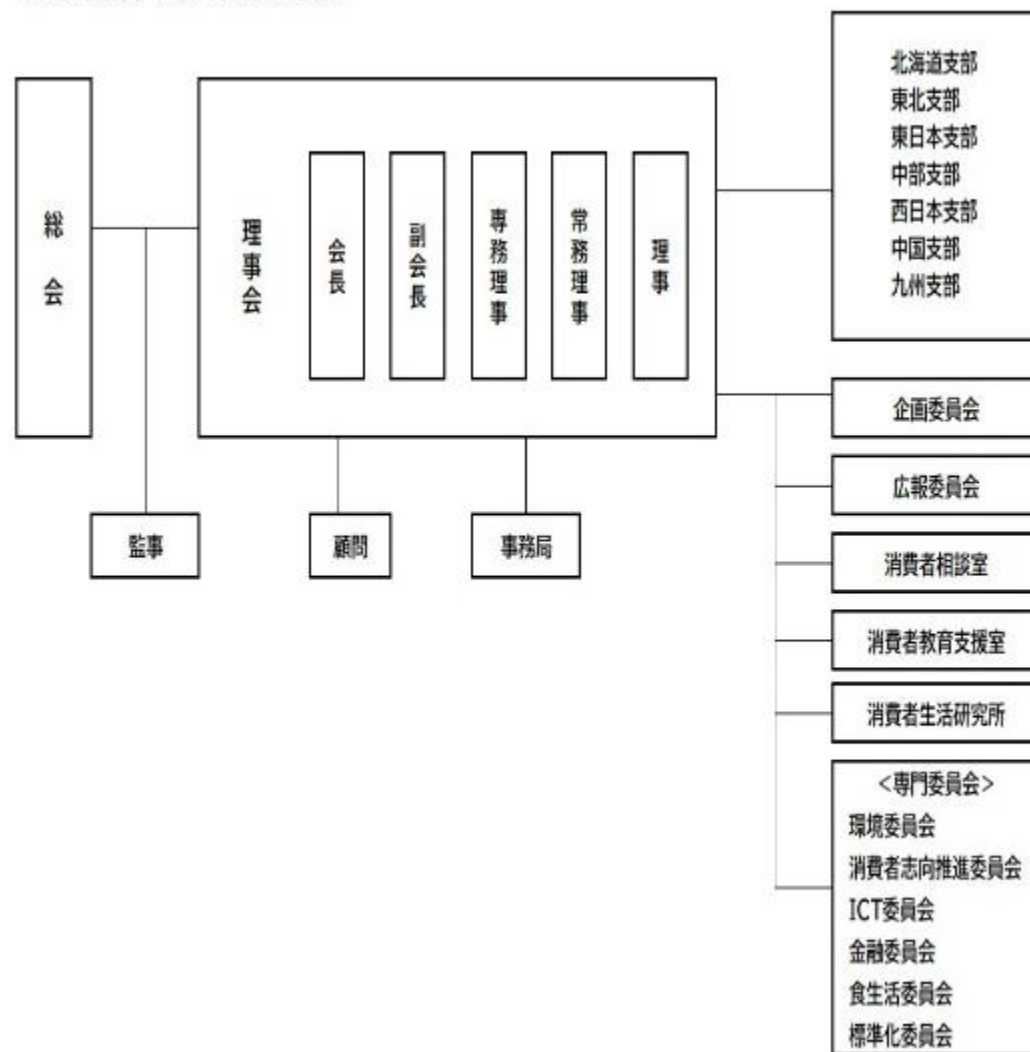 総会
理事会
会長
副会長
専務理事
常務理事
理事
監事
顧問
事務局
北海道支部
東北支部
東日本支部
中部支部
西日本支部
中国支部
九州支部
企画委員会
広報委員会
消費者相談室
消費者教育支援室
消費者生活研究所
<専門委員会>
環境委員会
消費者志向推進委員会
ICT委員会
金融委員会
食生活委員会
標準化委員会